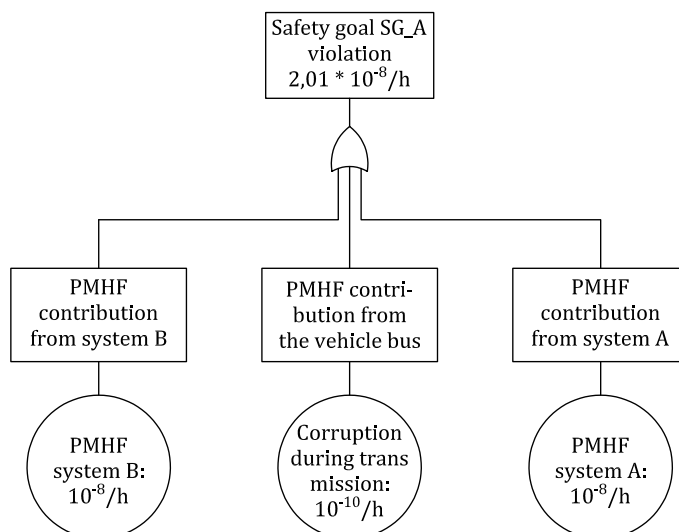 Safety goal SG_A
violation
2,01 * 10⁻⁸/h
PMHF
contribution
from system B
PMHF contri-
bution from
the vehicle bus
PMHF
contribution
from system A
PMHF
system B:
10⁻⁸/h
Corruption
during trans
mission:
10⁻¹⁰/h
PMHF
system A:
10⁻⁸/h